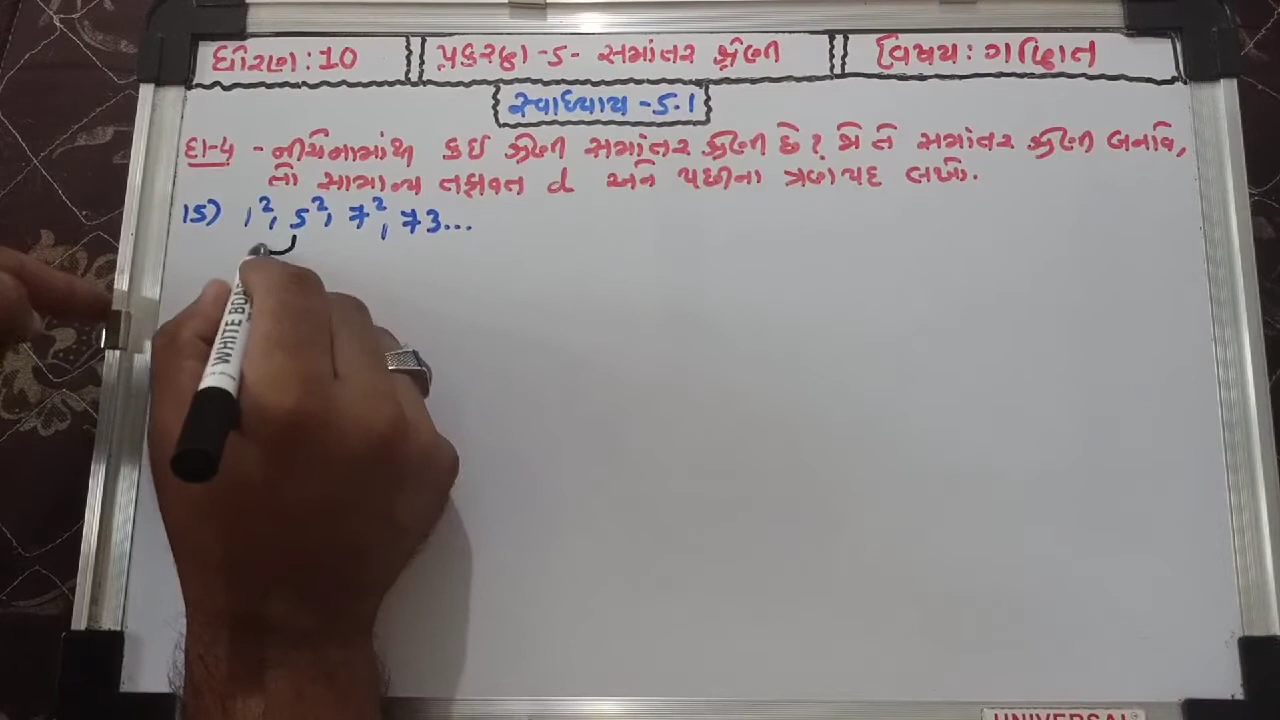 ધોરણ : 10
પ્રકરણ -5- સમાંતર શ્રેણી
વિષય : ગણિત
સ્વાધ્યાય -5.1
દા-4 - નીચેનામાંથી કઈ શ્રેણી સમાંતર શ્રેણી છે? જો તે સમાંતર શ્રેણી બનાવે,
તો સામાન્ય તફાવત d અને પછીના ત્રણ પદ લખો.
15) 1², 5², 7², 73...
WHITE BOA
UNIVERSAL